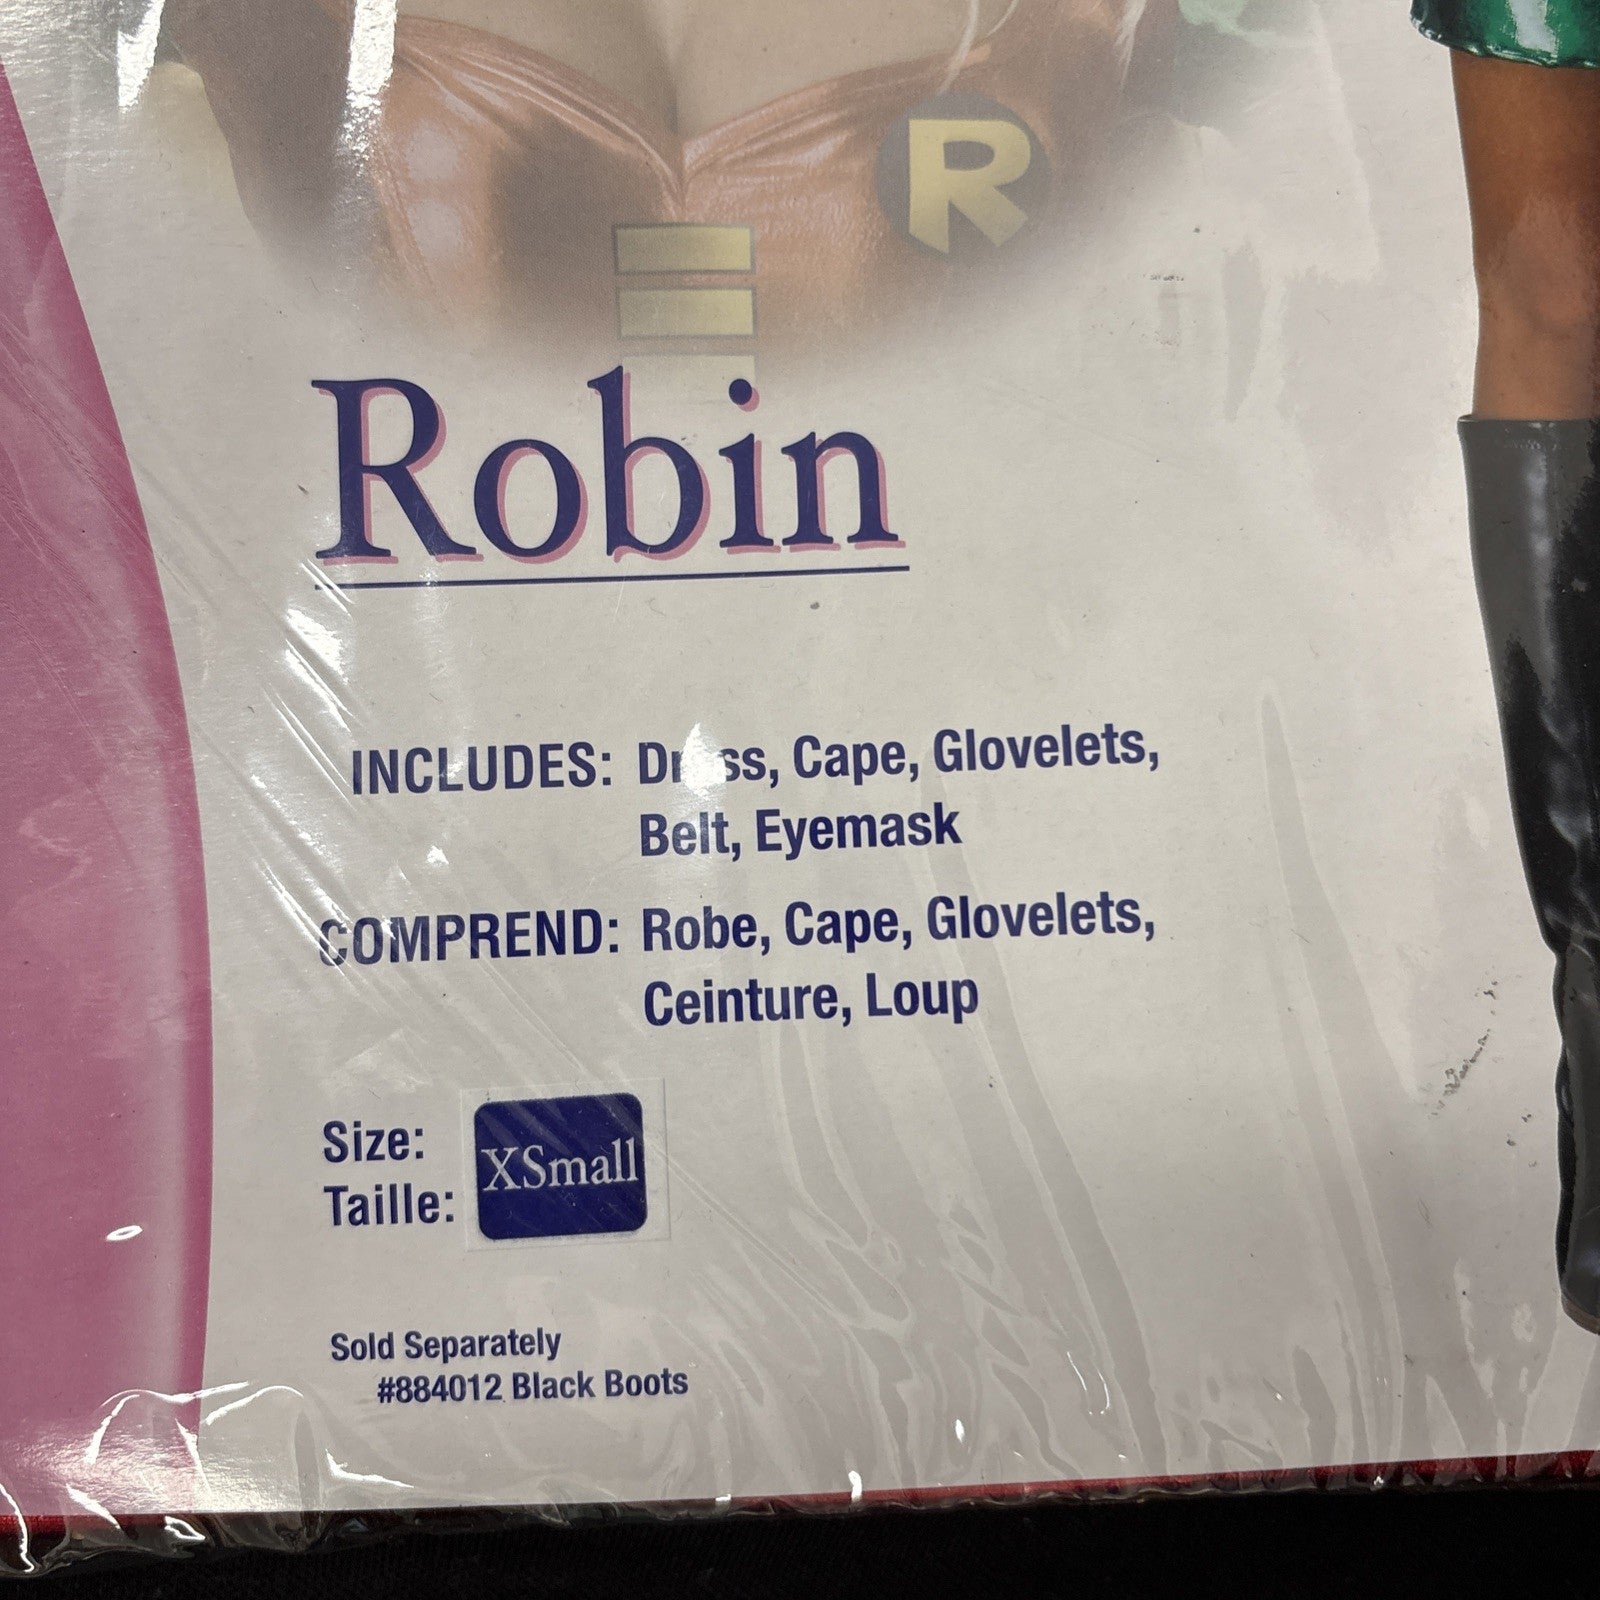 R
Robin
INCLUDES: Dress, Cape, Glovelets,
Belt, Eyemask
COMPREND: Robe, Cape, Glovelets,
Ceinture, Loup
Size:
Taille:
XSmall
Sold Separately
#884012 Black Boots